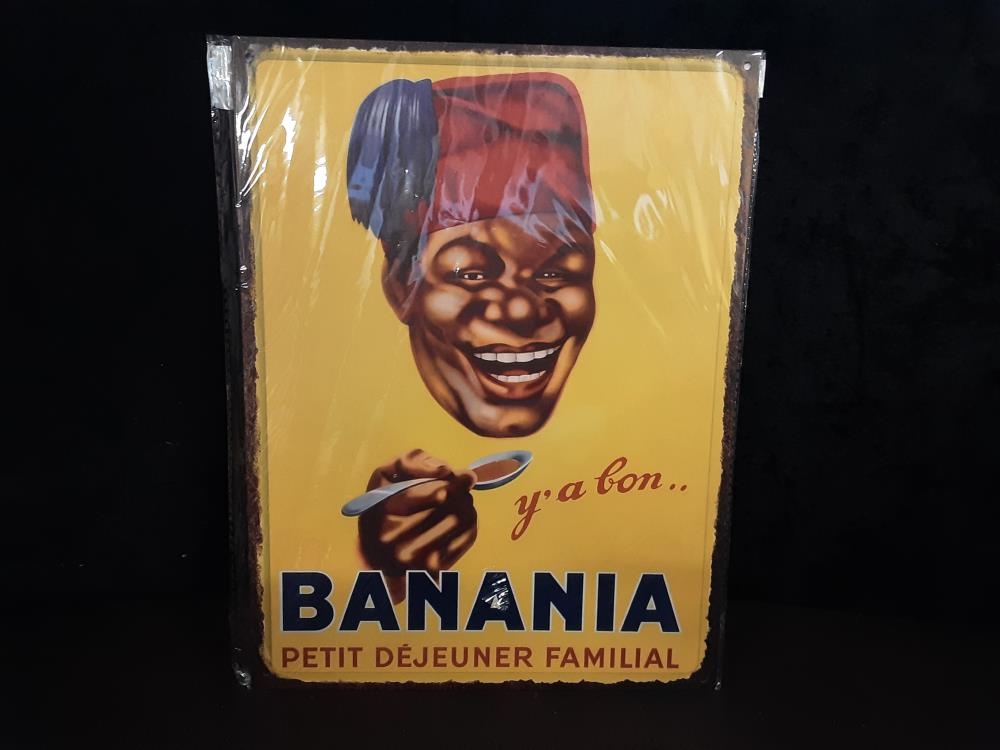 y'a bon..
BANANIA
PETIT DÉJEUNER FAMILIAL